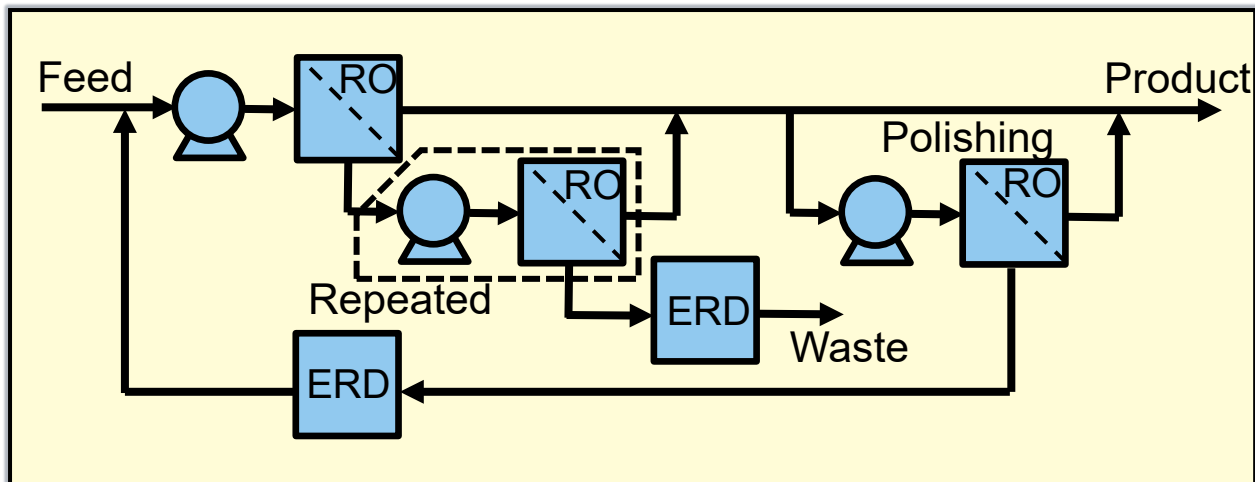 Feed
RO
Product
Polishing
RO
RO
Repeated
ERD
Waste
ERD